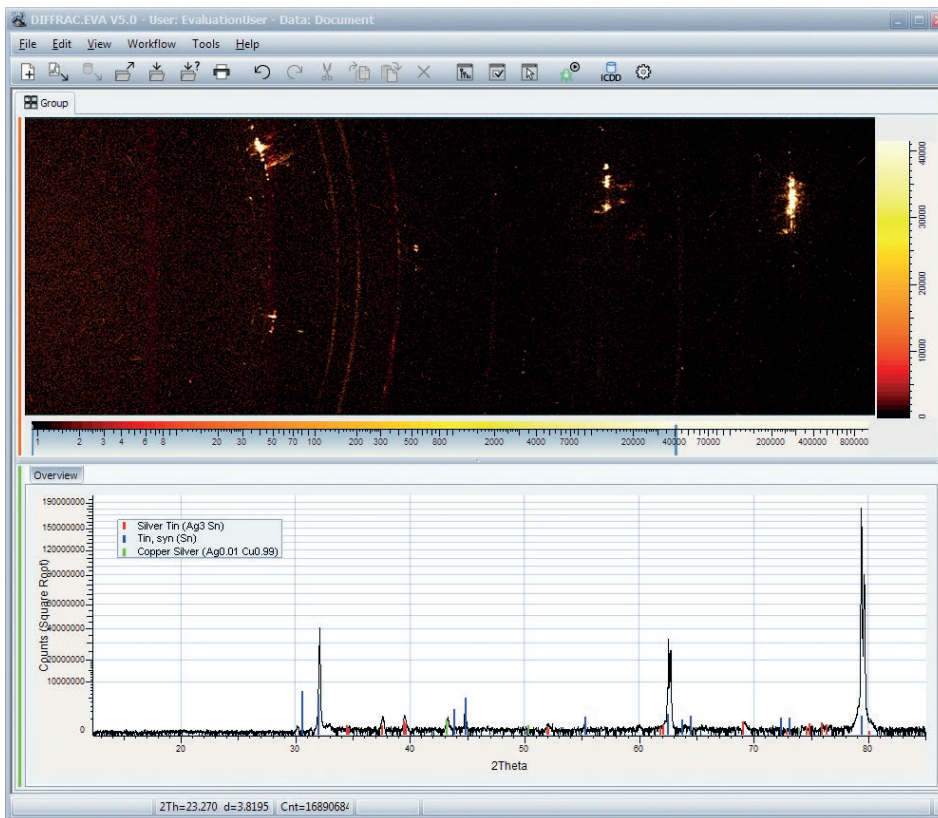 DIFFRAC.EVA V5.0 - User: EvaluationUser - Data: Document
File Edit View Workflow Tools Help
ICDD
Group
40000
30000
20000
10000
0
1 2 3 4 6 8 20 30 50 70 100 200 300 500 800 2000 4000 7000 20000 40000 70000 200000 400000 800000
Overview
Counts (Square Root)
190000000
150000000
120000000
90000000
60000000
40000000
20000000
10000000
0
Silver Tin (Ag3 Sn)
Tin, syn (Sn)
Copper Silver (Ag0.01 Cu0.99)
20 30 40 50 60 70 80
2Theta
2Th=23.270 d=3.8195 Cnt=16890684